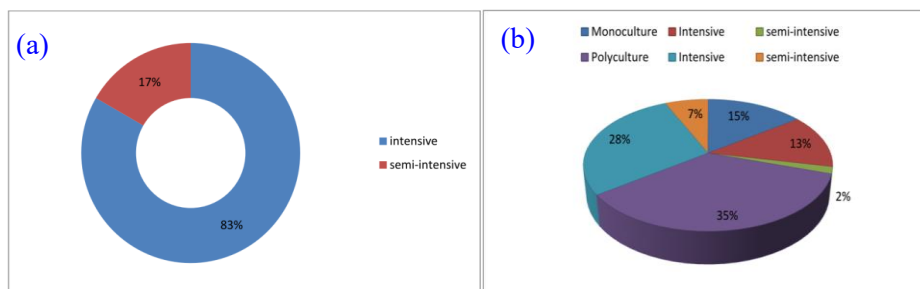 (a)
17%
83%
intensive
semi-intensive
(b)
Monoculture Intensive semi-intensive
Polyculture Intensive semi-intensive
7%
15%
28%
13%
2%
35%